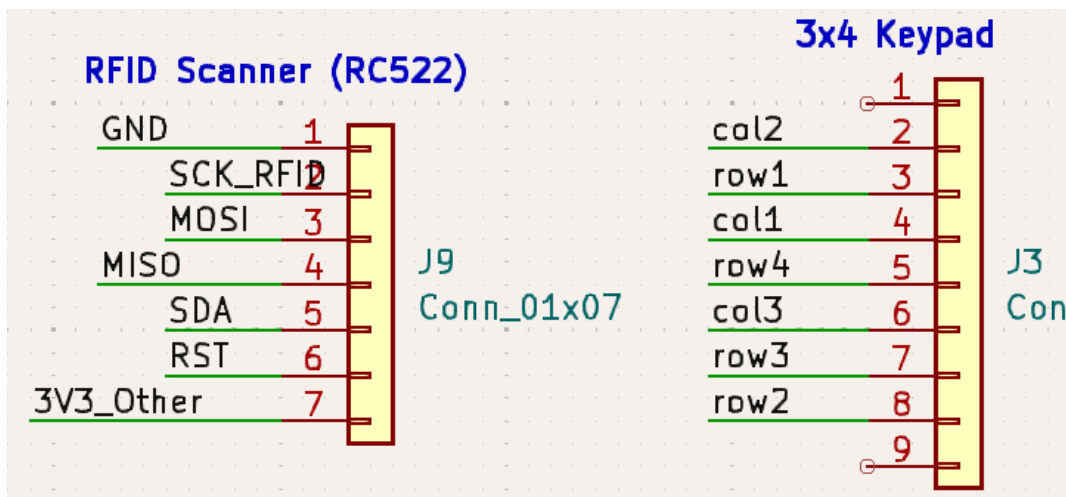 RFID Scanner (RC522)
GND 1
SCK_RFID 2
MOSI 3
MISO 4
SDA 5
RST 6
3V3_Other 7
J9
Conn_01x07
3x4 Keypad
1
col2 2
row1 3
col1 4
row4 5
col3 6
row3 7
row2 8
9
J3
Con